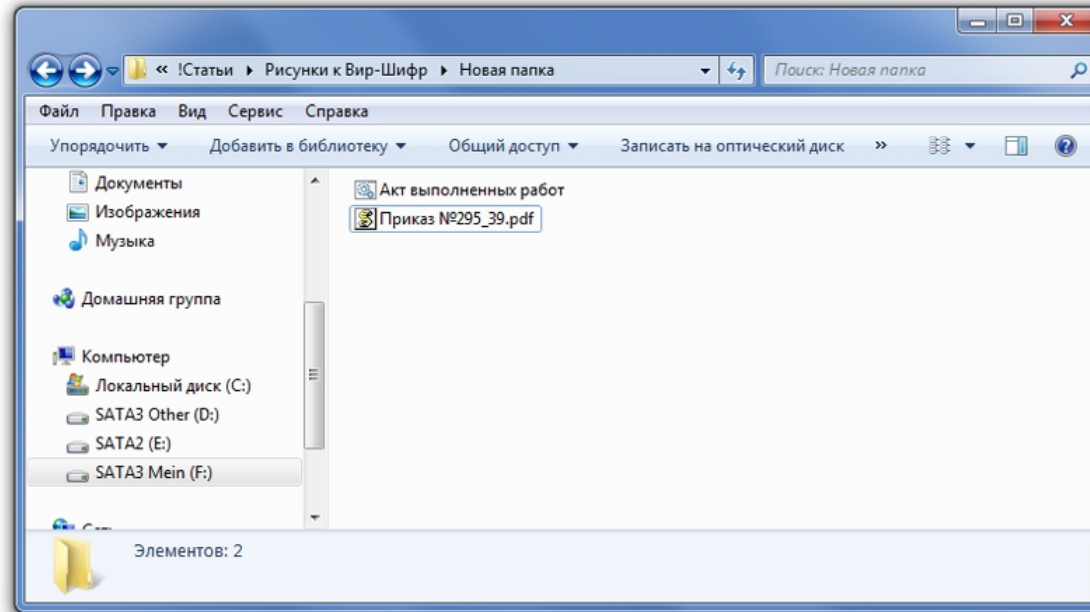 « !Статьи ▸ Рисунки к Вир-Шифр ▸ Новая папка
Поиск: Новая папка
Файл Правка Вид Сервис Справка
Упорядочить Добавить в библиотеку Общий доступ Записать на оптический диск »
Документы
Изображения
Музыка
Домашняя группа
Компьютер
Локальный диск (C:)
SATA3 Other (D:)
SATA2 (E:)
SATA3 Mein (F:)
Акт выполненных работ
Приказ №295_39.pdf
Элементов: 2